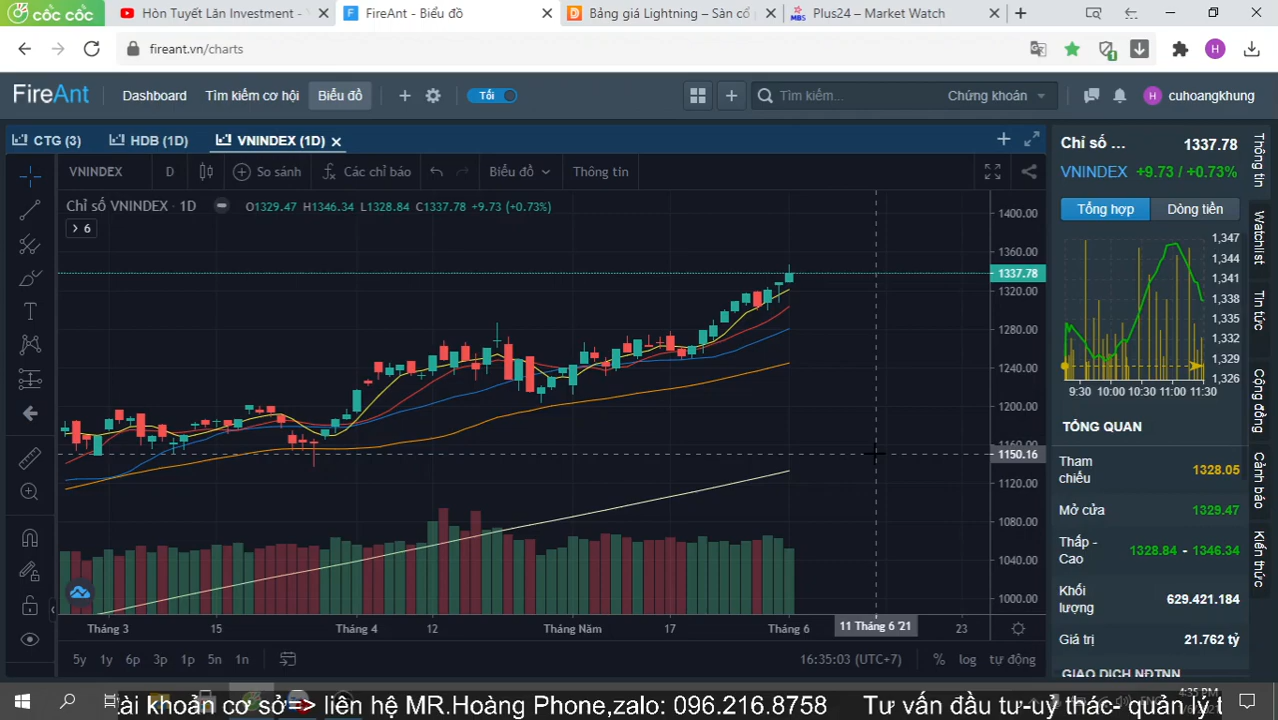 cốc cốc
Hòn Tuyết Lăn Investment -
FireAnt - Biểu đồ
Bảng giá Lightning – Sàn cổ
MBS
Plus24 – Market Watch
fireant.vn/charts
H
FireAnt
Dashboard
Tìm kiếm cơ hội
Biểu đồ
Tối
Tìm kiếm...
Chứng khoán
H
cuhoangkhung
CTG (3)
HDB (1D)
VNINDEX (1D)
VNINDEX
D
So sánh
Các chỉ báo
Biểu đồ
Thông tin
Chỉ số VNINDEX · 1D
O1329.47 H1346.34 L1328.84 C1337.78 +9.73 (+0.73%)
6
1400.00
1360.00
1337.78
1320.00
1280.00
1240.00
1200.00
1160.00
1150.16
1120.00
1080.00
1040.00
1000.00
Tháng 3
15
Tháng 4
12
Tháng Năm
17
Tháng 6
11 Tháng 6 '21
23
5y 1y 6p 3p 1p 5n 1n
16:35:03 (UTC+7)
% log tự động
Chỉ số ...
1337.78
VNINDEX +9.73 / +0.73%
Tổng hợp
Dòng tiền
1,347
1,344
1,341
1,338
1,335
1,332
1,329
1,326
9:30 10:00 10:30 11:00 11:30
TỔNG QUAN
Tham chiếu
1328.05
Mở cửa
1329.47
Thấp - Cao
1328.84 - 1346.34
Khối lượng
629.421.184
Giá trị
21.762 tỷ
GIAO DỊCH NĐTNN
Thông tin
Watchlist
Tin tức
Cộng đồng
Cảnh báo
Kiến thức
4:35 PM
ài khoản cơ sở=> liên hệ MR.Hoàng Phone,zalo: 096.216.8758 Tư vấn đầu tư-uỷ thác- quản lý t